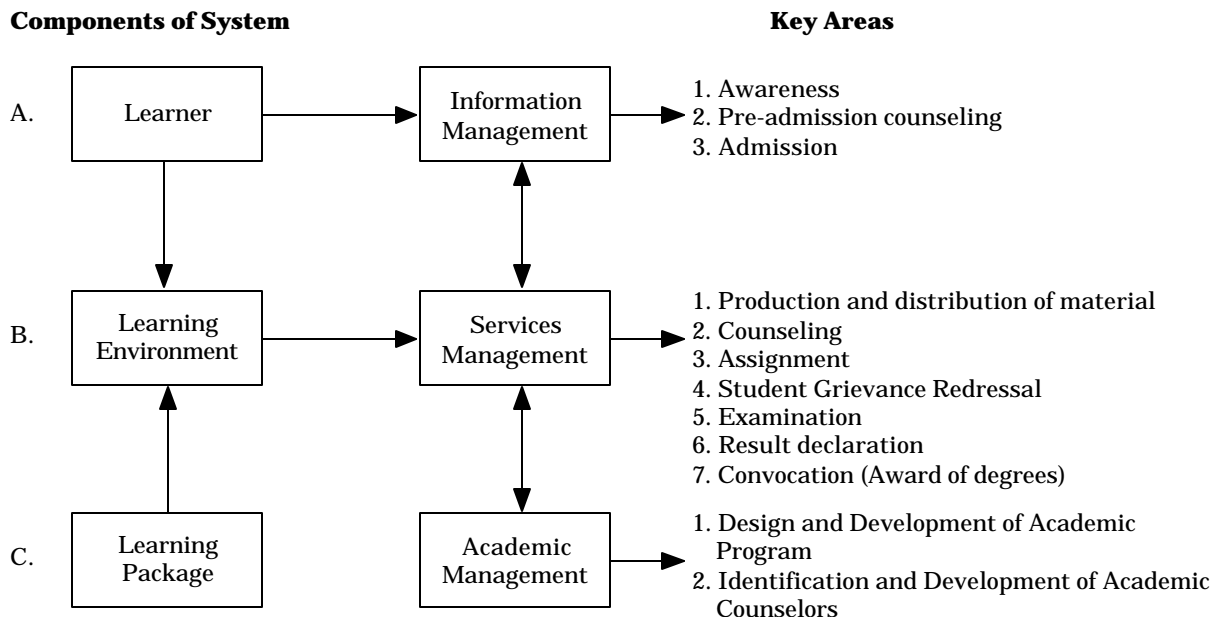 Components of System
Key Areas
A.
Learner
Information
Management
1. Awareness
2. Pre-admission counseling
3. Admission
B.
Learning
Environment
Services
Management
1. Production and distribution of material
2. Counseling
3. Assignment
4. Student Grievance Redressal
5. Examination
6. Result declaration
7. Convocation (Award of degrees)
C.
Learning
Package
Academic
Management
1. Design and Development of Academic
Program
2. Identification and Development of Academic
Counselors